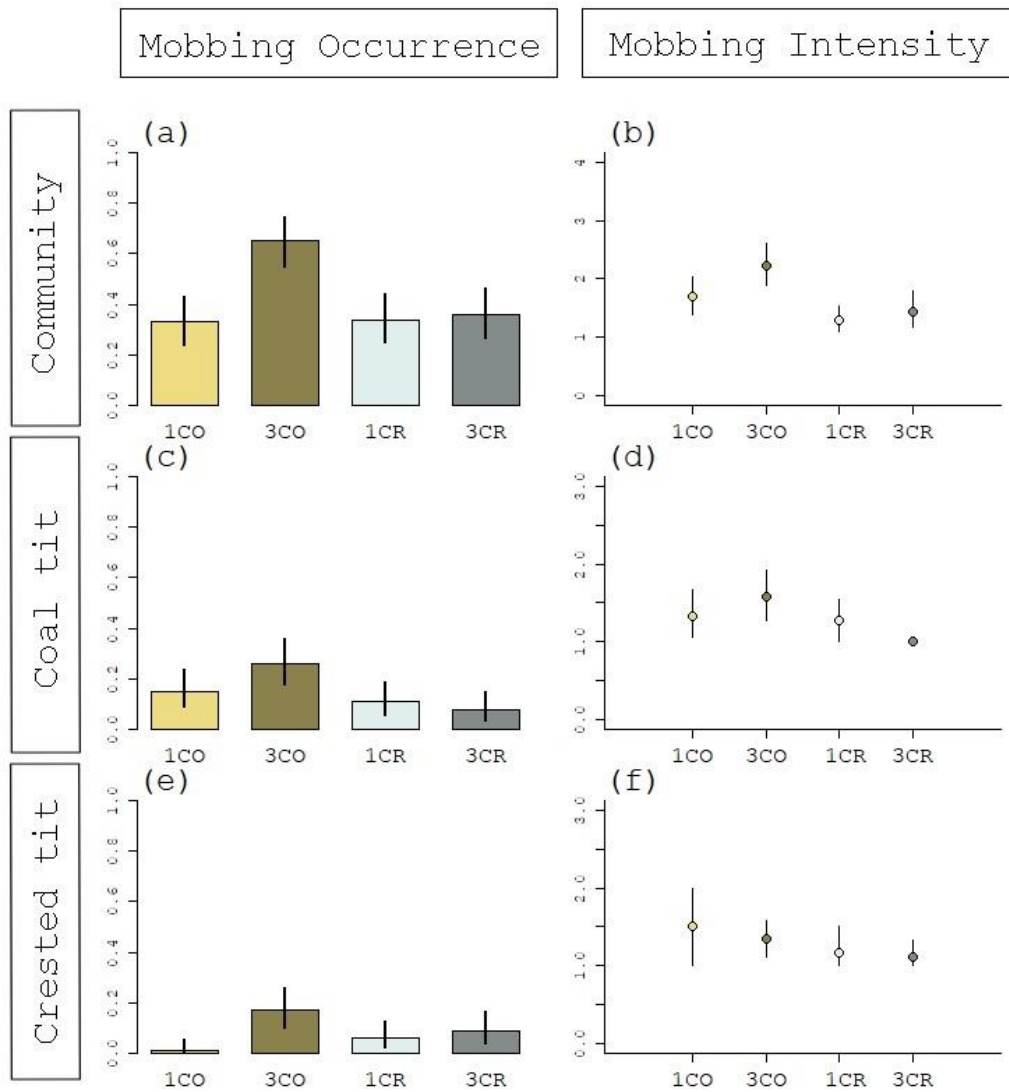 Mobbing Occurrence
Mobbing Intensity
Community
(a)
1.0
0.8
0.6
0.4
0.2
0.0
1CO 3CO 1CR 3CR
(b)
4
3
2
1
0
1CO 3CO 1CR 3CR
Coal tit
(c)
1.0
0.8
0.6
0.4
0.2
0.0
1CO 3CO 1CR 3CR
(d)
3.0
2.0
1.0
0.0
1CO 3CO 1CR 3CR
Crested tit
(e)
1.0
0.8
0.6
0.4
0.2
0.0
1CO 3CO 1CR 3CR
(f)
3.0
2.0
1.0
0.0
1CO 3CO 1CR 3CR